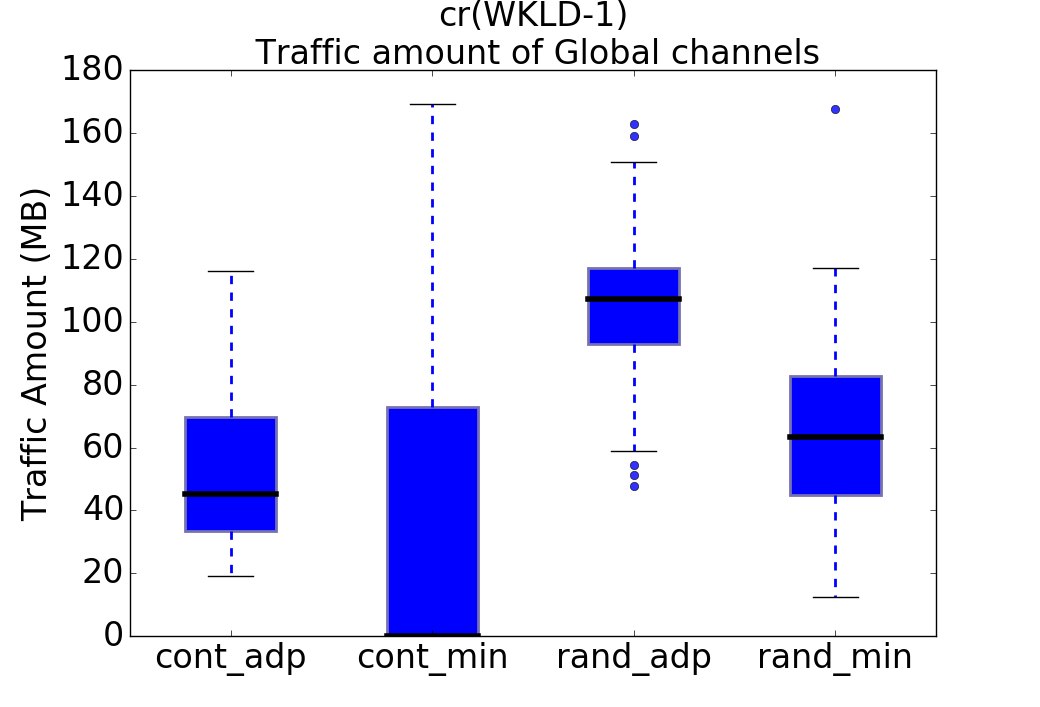 cr(WKLD-1)
Traffic amount of Global channels
Traffic Amount (MB)
180
160
140
120
100
80
60
40
20
0
cont_adp cont_min rand_adp rand_min